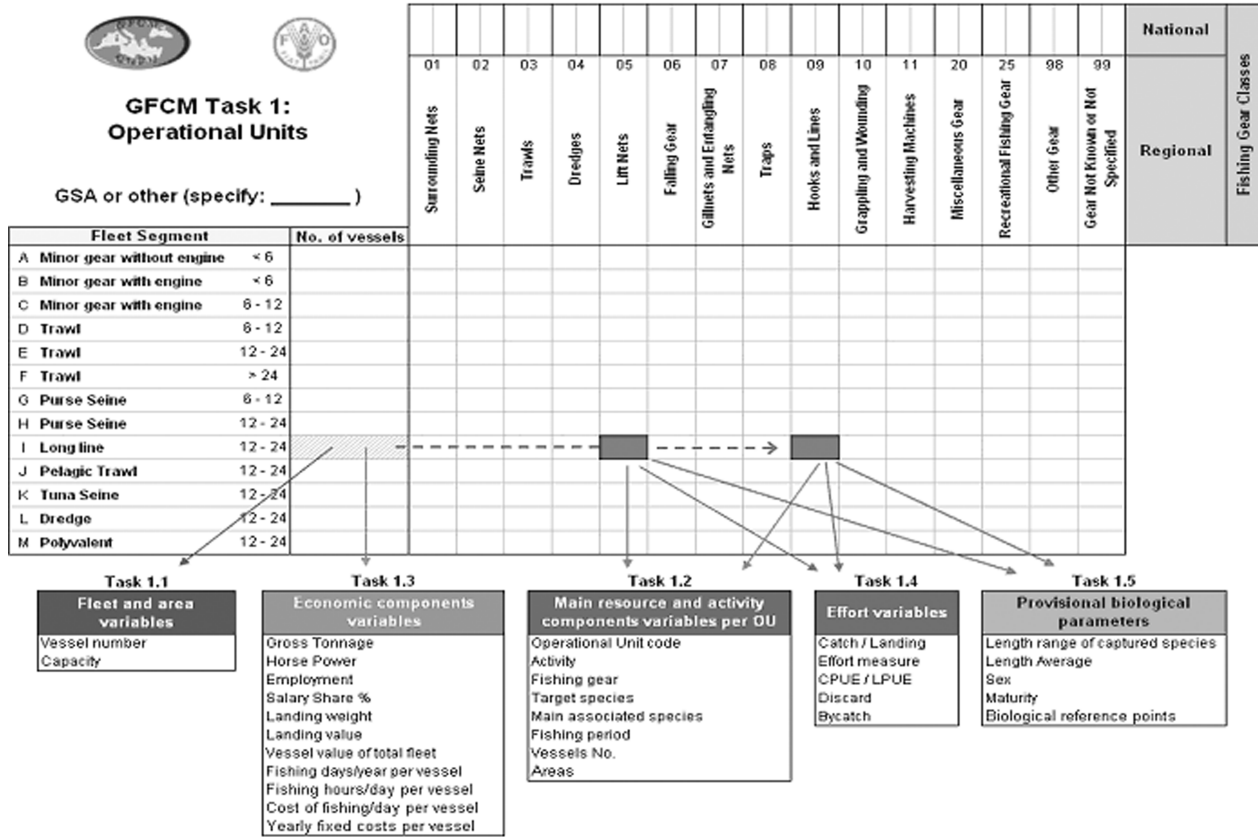 GFCM
F A O
FIAT PANIS
GFCM Task 1:
Operational Units
GSA or other (specify: ________ )
National
Regional
Fishing Gear Classes
01 02 03 04 05 06 07 08 09 10 11 20 25 98 99
Surrounding Nets
Seine Nets
Trawls
Dredges
Lift Nets
Falling Gear
Gillnets and Entangling
Nets
Traps
Hooks and Lines
Grappling and Wounding
Harvesting Machines
Miscellaneous Gear
Recreational Fishing Gear
Other Gear
Gear Not Known or Not
Specified
Fleet Segment No. of vessels
A Minor gear without engine < 6
B Minor gear with engine < 6
C Minor gear with engine 6 - 12
D Trawl 6 - 12
E Trawl 12 - 24
F Trawl > 24
G Purse Seine 6 - 12
H Purse Seine 12 - 24
I Long line 12 - 24
J Pelagic Trawl 12 - 24
K Tuna Seine 12 - 24
L Dredge 12 - 24
M Polyvalent 12 - 24
Task 1.1
Fleet and area
variables
Vessel number
Capacity
Task 1.3
Economic components
variables
Gross Tonnage
Horse Power
Employment
Salary Share %
Landing weight
Landing value
Vessel value of total fleet
Fishing days/year per vessel
Fishing hours/day per vessel
Cost of fishing/day per vessel
Yearly fixed costs per vessel
Task 1.2
Main resource and activity
components variables per OU
Operational Unit code
Activity
Fishing gear
Target species
Main associated species
Fishing period
Vessels No.
Areas
Task 1.4
Effort variables
Catch / Landing
Effort measure
CPUE / LPUE
Discard
Bycatch
Task 1.5
Provisional biological
parameters
Length range of captured species
Length Average
Sex
Maturity
Biological reference points